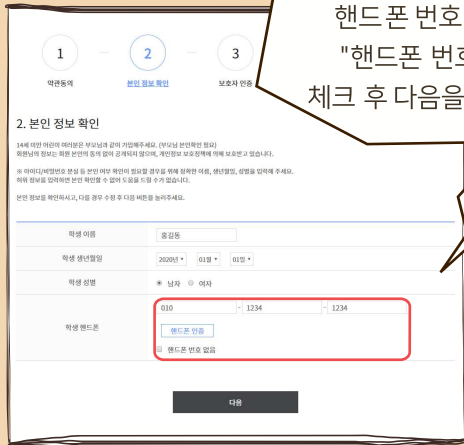 핸드폰 번호
"핸드폰 번호
체크 후 다음을
1
2
3
약관동의
본인 정보 확인
보호자 인증
2. 본인 정보 확인
14세 미만 어린이 여러분은 부모님과 같이 가입해주세요. (부모님 본인확인 필요)
회원님의 정보는 회원 본인의 동의 없이 공개되지 않으며, 개인정보 보호정책에 의해 보호받고 있습니다.
※ 아이디/비밀번호 분실 등 본인 여부 확인이 필요할 경우를 위해 정확한 이름, 생년월일, 성별을 입력해 주세요.
허위 정보를 입력하면 본인 확인할 수 없어 도움을 드릴 수가 없습니다.
본인 정보를 확인하시고, 다를 경우 수정 후 다음 버튼을 눌러주세요.
학생 이름 홍길동
학생 생년월일 2020년 01월 01일
학생 성별 남자 여자
학생 핸드폰 010 - 1234 - 1234
핸드폰 인증
핸드폰 번호 없음
다음